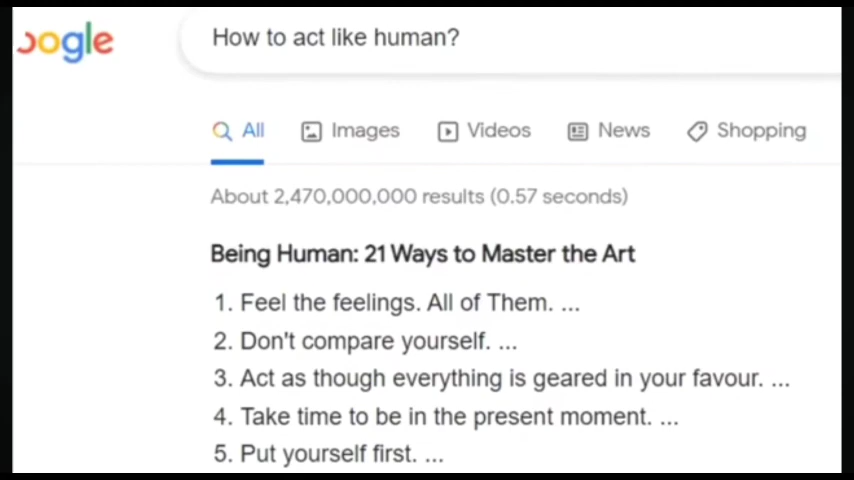 oogle
How to act like human?
All Images Videos News Shopping
About 2,470,000,000 results (0.57 seconds)
Being Human: 21 Ways to Master the Art
1. Feel the feelings. All of Them. ...
2. Don't compare yourself. ...
3. Act as though everything is geared in your favour. ...
4. Take time to be in the present moment. ...
5. Put yourself first. ...